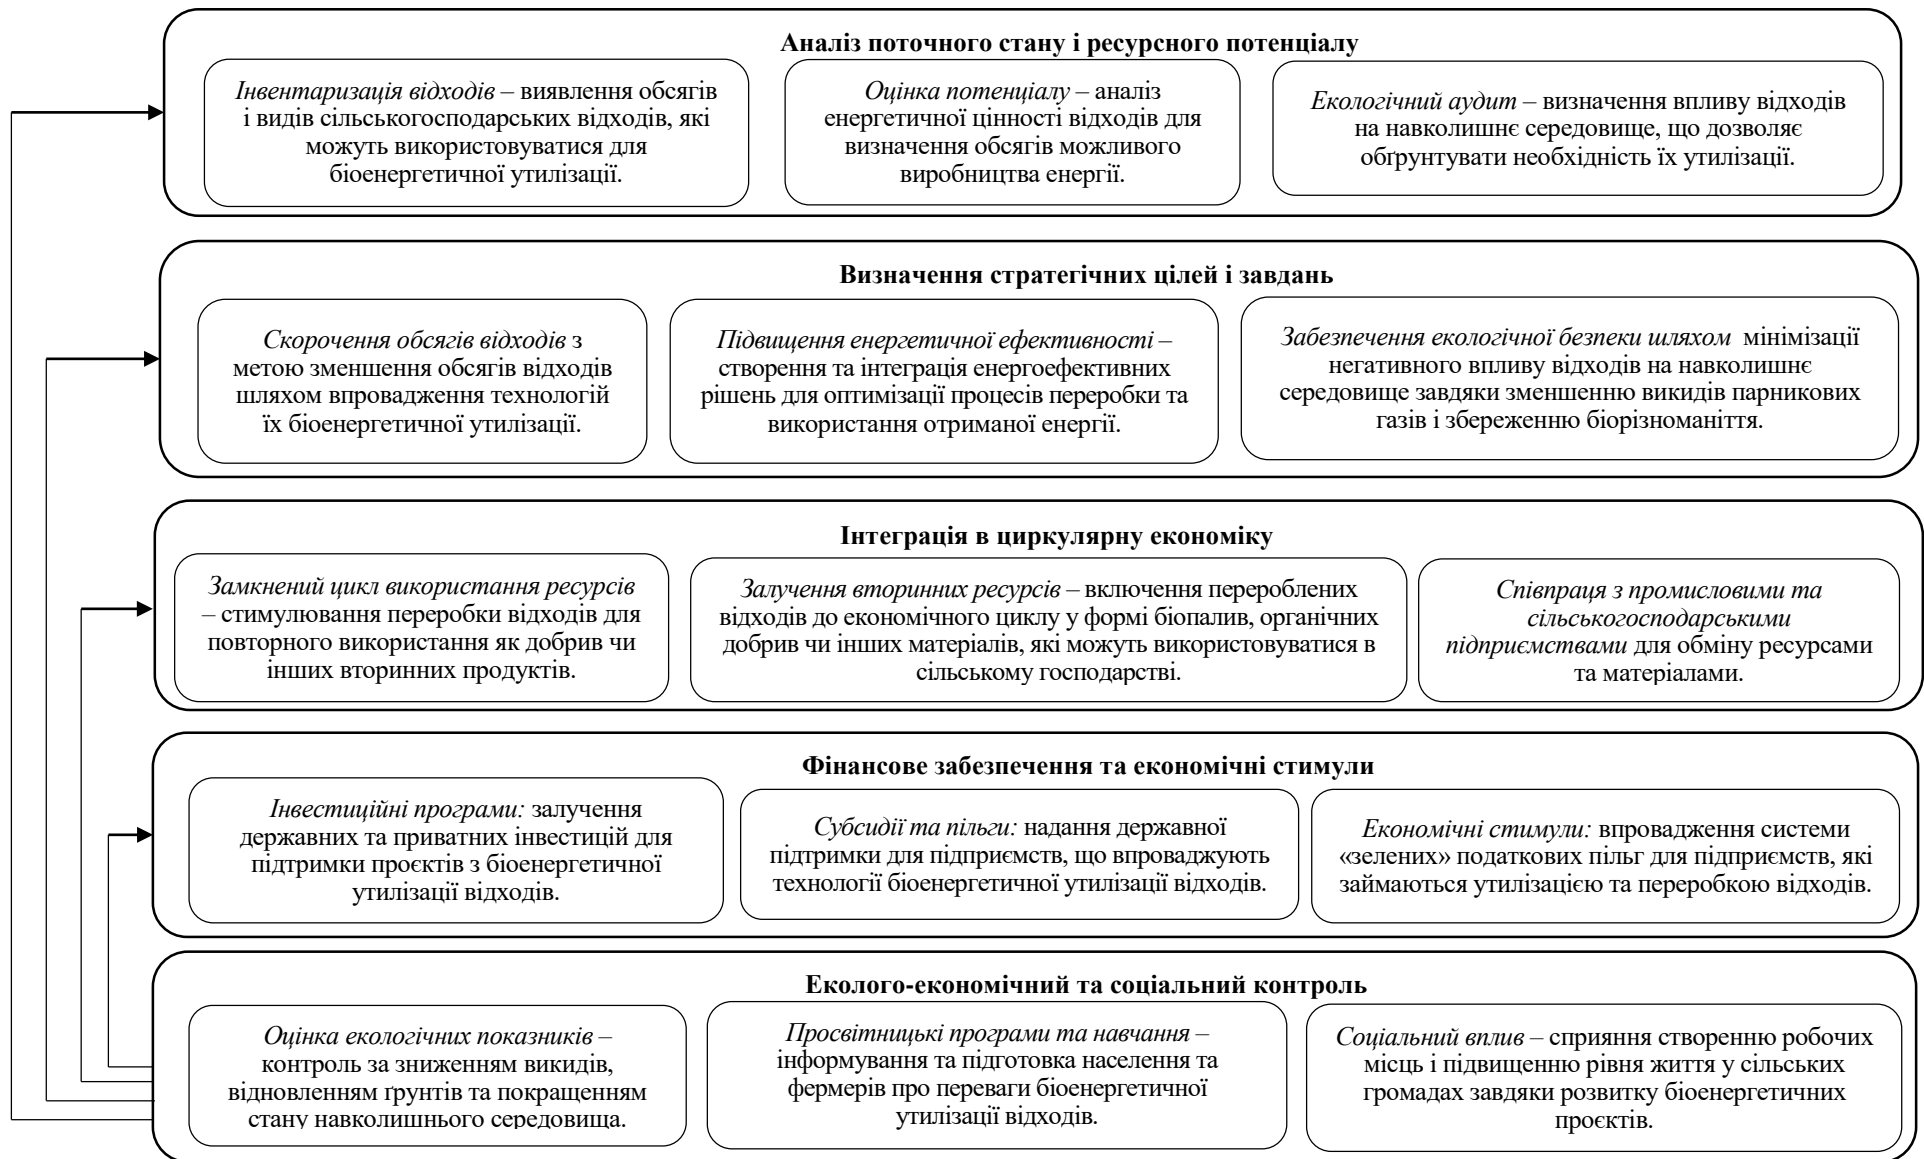 Аналіз поточного стану і ресурсного потенціалу
Інвентаризація відходів – виявлення обсягів
і видів сільськогосподарських відходів, які
можуть використовуватися для
біоенергетичної утилізації.
Оцінка потенціалу – аналіз
енергетичної цінності відходів для
визначення обсягів можливого
виробництва енергії.
Екологічний аудит – визначення впливу відходів
на навколишнє середовище, що дозволяє
обґрунтувати необхідність їх утилізації.
Визначення стратегічних цілей і завдань
Скорочення обсягів відходів з
метою зменшення обсягів відходів
шляхом впровадження технологій
їх біоенергетичної утилізації.
Підвищення енергетичної ефективності –
створення та інтеграція енергоефективних
рішень для оптимізації процесів переробки та
використання отриманої енергії.
Забезпечення екологічної безпеки шляхом мінімізації
негативного впливу відходів на навколишнє
середовище завдяки зменшенню викидів парникових
газів і збереженню біорізноманіття.
Інтеграція в циркулярну економіку
Замкнений цикл використання ресурсів
– стимулювання переробки відходів для
повторного використання як добрив чи
інших вторинних продуктів.
Залучення вторинних ресурсів – включення перероблених
відходів до економічного циклу у формі біопалив, органічних
добрив чи інших матеріалів, які можуть використовуватися в
сільському господарстві.
Співпраця з промисловими та
сільськогосподарськими
підприємствами для обміну ресурсами
та матеріалами.
Фінансове забезпечення та економічні стимули
Інвестиційні програми: залучення
державних та приватних інвестицій для
підтримки проєктів з біоенергетичної
утилізації відходів.
Субсидії та пільги: надання державної
підтримки для підприємств, що впроваджують
технології біоенергетичної утилізації відходів.
Економічні стимули: впровадження системи
«зелених» податкових пільг для підприємств, які
займаються утилізацією та переробкою відходів.
Еколого-економічний та соціальний контроль
Оцінка екологічних показників –
контроль за зниженням викидів,
відновленням ґрунтів та покращенням
стану навколишнього середовища.
Просвітницькі програми та навчання –
інформування та підготовка населення та
фермерів про переваги біоенергетичної
утилізації відходів.
Соціальний вплив – сприяння створенню робочих
місць і підвищенню рівня життя у сільських
громадах завдяки розвитку біоенергетичних
проєктів.